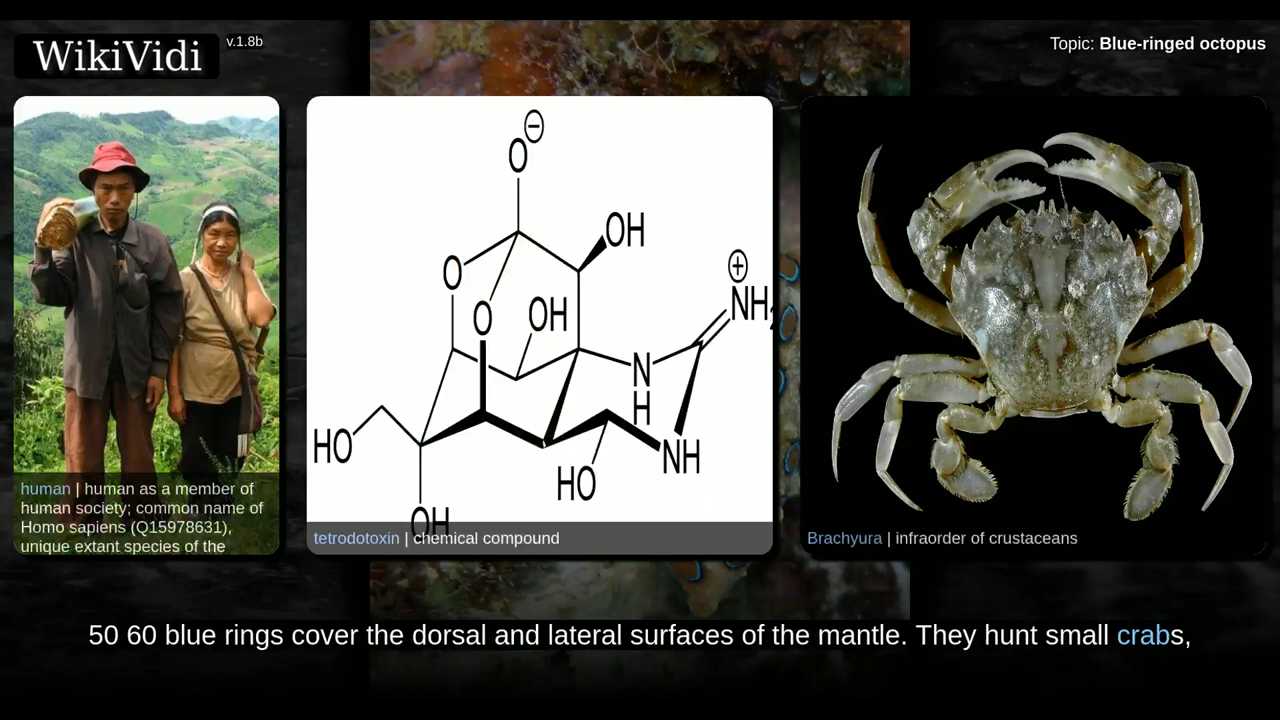 WikiVidi v.1.8b
Topic: Blue-ringed octopus
O⊖
OH
O
O
OH
⊕
NH₂
N
H
HO
NH
HO
OH
human | human as a member of
human society; common name of
Homo sapiens (Q15978631),
unique extant species of the
tetrodotoxin | chemical compound
Brachyura | infraorder of crustaceans
50 60 blue rings cover the dorsal and lateral surfaces of the mantle. They hunt small crabs,